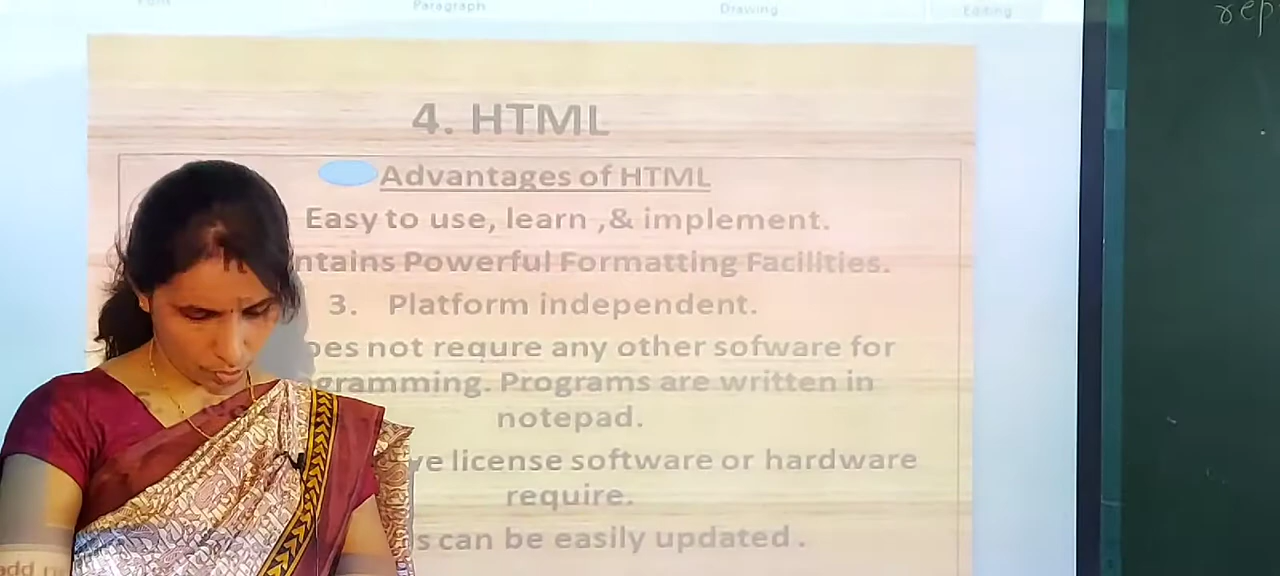 Font Paragraph Drawing Editing
rep
4. HTML
Advantages of HTML
Easy to use, learn ,& implement.
ntains Powerful Formatting Facilities.
3. Platform independent.
oes not requre any other sofware for
gramming. Programs are written in
notepad.
ve license software or hardware
require.
s can be easily updated.
add